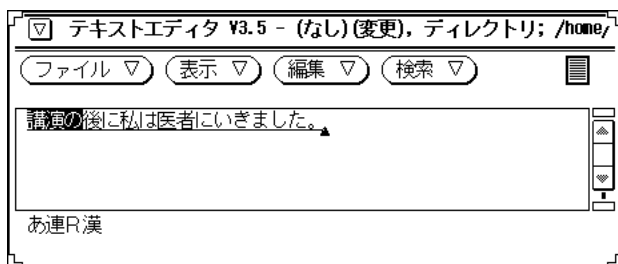 テキストエディタ V3.5 - (なし)(変更), ディレクトリ; /home/
ファイル ▽ 表示 ▽ 編集 ▽ 検索 ▽
講演の後に私は医者にいきました。
あ連R漢